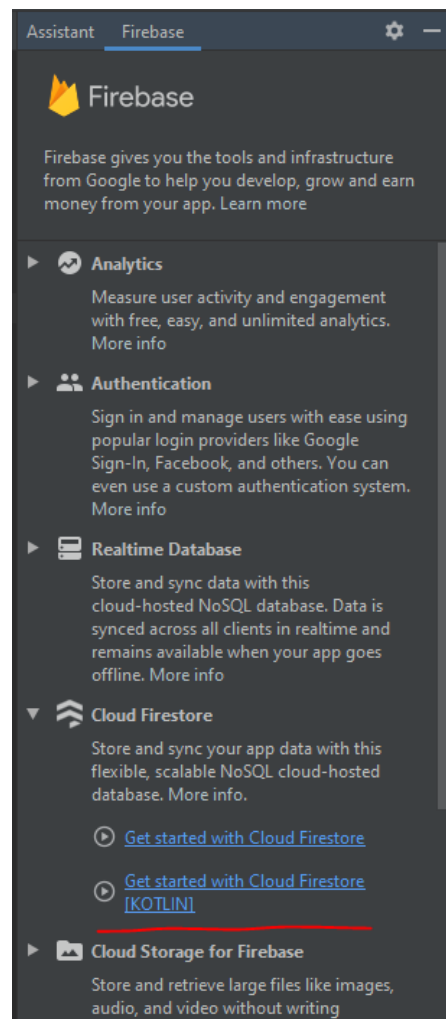 Assistant Firebase
Firebase
Firebase gives you the tools and infrastructure
from Google to help you develop, grow and earn
money from your app. Learn more
Analytics
Measure user activity and engagement
with free, easy, and unlimited analytics.
More info
Authentication
Sign in and manage users with ease using
popular login providers like Google
Sign-In, Facebook, and others. You can
even use a custom authentication system.
More info
Realtime Database
Store and sync data with this
cloud-hosted NoSQL database. Data is
synced across all clients in realtime and
remains available when your app goes
offline. More info
Cloud Firestore
Store and sync your app data with this
flexible, scalable NoSQL cloud-hosted
database. More info.
Get started with Cloud Firestore
Get started with Cloud Firestore
[KOTLIN]
Cloud Storage for Firebase
Store and retrieve large files like images,
audio, and video without writing